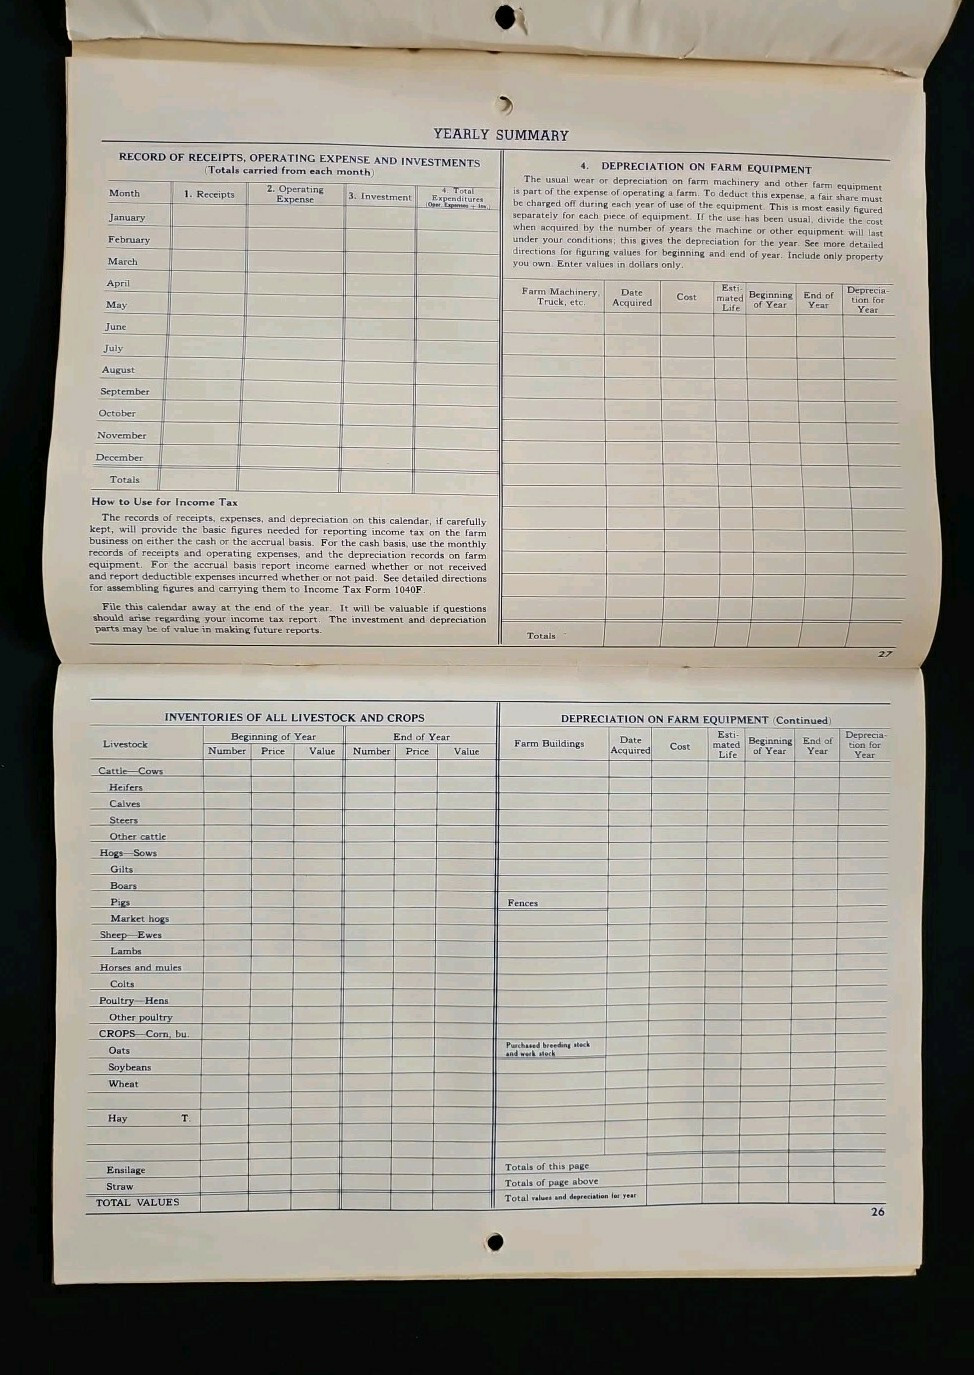 YEARLY SUMMARY
RECORD OF RECEIPTS, OPERATING EXPENSE AND INVESTMENTS
(Totals carried from each month)
Month
1. Receipts
2. Operating
Expense
3. Investment
4. Total
Expenditures
(Oper. Expenses + Inv.)
January
February
March
April
May
June
July
August
September
October
November
December
Totals
How to Use for Income Tax
The records of receipts, expenses, and depreciation on this calendar, if carefully
kept, will provide the basic figures needed for reporting income tax on the farm
business on either the cash or the accrual basis. For the cash basis, use the monthly
records of receipts and operating expenses, and the depreciation records on farm
equipment. For the accrual basis report income earned whether or not received
and report deductible expenses incurred whether or not paid. See detailed directions
for assembling figures and carrying them to Income Tax Form 1040F.
File this calendar away at the end of the year. It will be valuable if questions
should arise regarding your income tax report. The investment and depreciation
parts may be of value in making future reports.
4. DEPRECIATION ON FARM EQUIPMENT
The usual wear or depreciation on farm machinery and other farm equipment
is part of the expense of operating a farm. To deduct this expense, a fair share must
be charged off during each year of use of the equipment. This is most easily figured
separately for each piece of equipment. If the use has been usual, divide the cost
when acquired by the number of years the machine or other equipment will last
under your conditions; this gives the depreciation for the year. See more detailed
directions for figuring values for beginning and end of year. Include only property
you own. Enter values in dollars only.
Farm Machinery,
Truck, etc.
Date
Acquired
Cost
Esti-
mated
Life
Beginning
of Year
End of
Year
Deprecia-
tion for
Year
Totals
27
INVENTORIES OF ALL LIVESTOCK AND CROPS
Livestock
Beginning of Year
End of Year
Number Price Value Number Price Value
Cattle—Cows
Heifers
Calves
Steers
Other cattle
Hogs—Sows
Gilts
Boars
Pigs
Market hogs
Sheep—Ewes
Lambs
Horses and mules
Colts
Poultry—Hens
Other poultry
CROPS—Corn, bu.
Oats
Soybeans
Wheat
Hay T.
Ensilage
Straw
TOTAL VALUES
DEPRECIATION ON FARM EQUIPMENT (Continued)
Farm Buildings
Date
Acquired
Cost
Esti-
mated
Life
Beginning
of Year
End of
Year
Deprecia-
tion for
Year
Fences
Purchased breeding stock
and work stock
Totals of this page
Totals of page above
Total values and depreciation for year
26